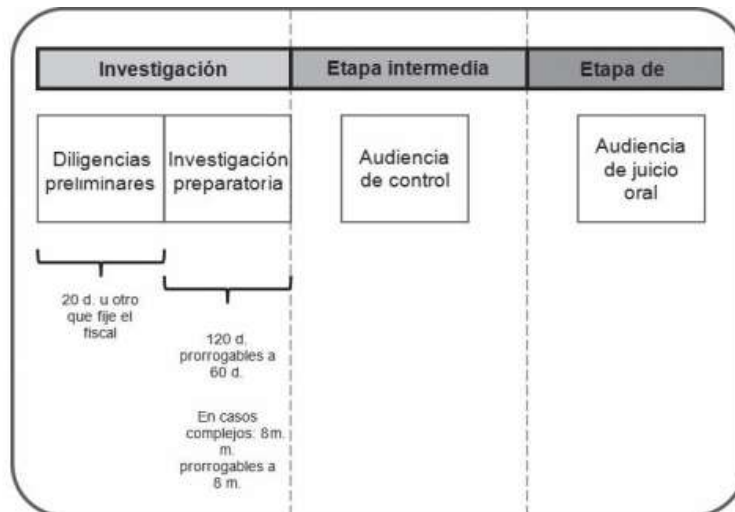 Investigación
Etapa intermedia
Etapa de
Diligencias
preliminares
Investigación
preparatoria
Audiencia
de control
Audiencia
de juicio
oral
20 d. u otro
que fije el
fiscal
120 d.
prorrogables a
60 d.
En casos
complejos: 8m.
m.
prorrogables a
8 m.